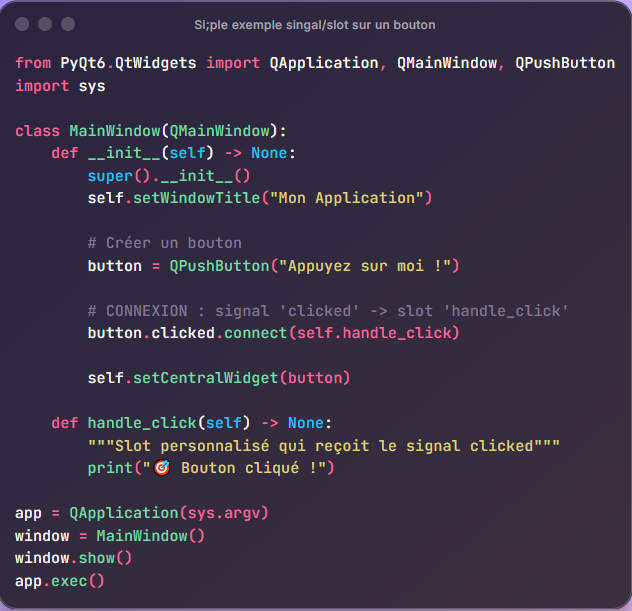 Si;ple exemple singal/slot sur un bouton
from PyQt6.QtWidgets import QApplication, QMainWindow, QPushButton
import sys

class MainWindow(QMainWindow):
    def __init__(self) -> None:
        super().__init__()
        self.setWindowTitle("Mon Application")

        # Créer un bouton
        button = QPushButton("Appuyez sur moi !")

        # CONNEXION : signal 'clicked' -> slot 'handle_click'
        button.clicked.connect(self.handle_click)

        self.setCentralWidget(button)

    def handle_click(self) -> None:
        """Slot personnalisé qui reçoit le signal clicked"""
        print("🎯 Bouton cliqué !")

app = QApplication(sys.argv)
window = MainWindow()
window.show()
app.exec()